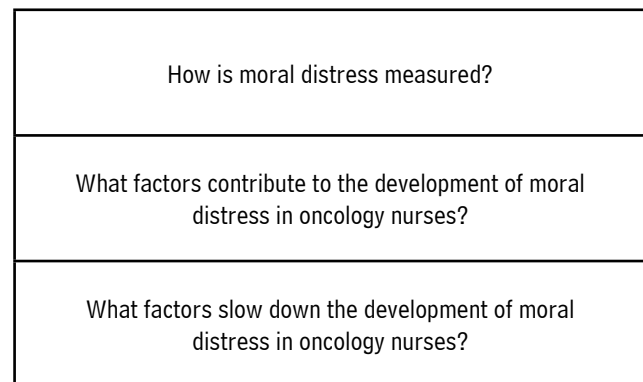 How is moral distress measured?
What factors contribute to the development of moral
distress in oncology nurses?
What factors slow down the development of moral
distress in oncology nurses?